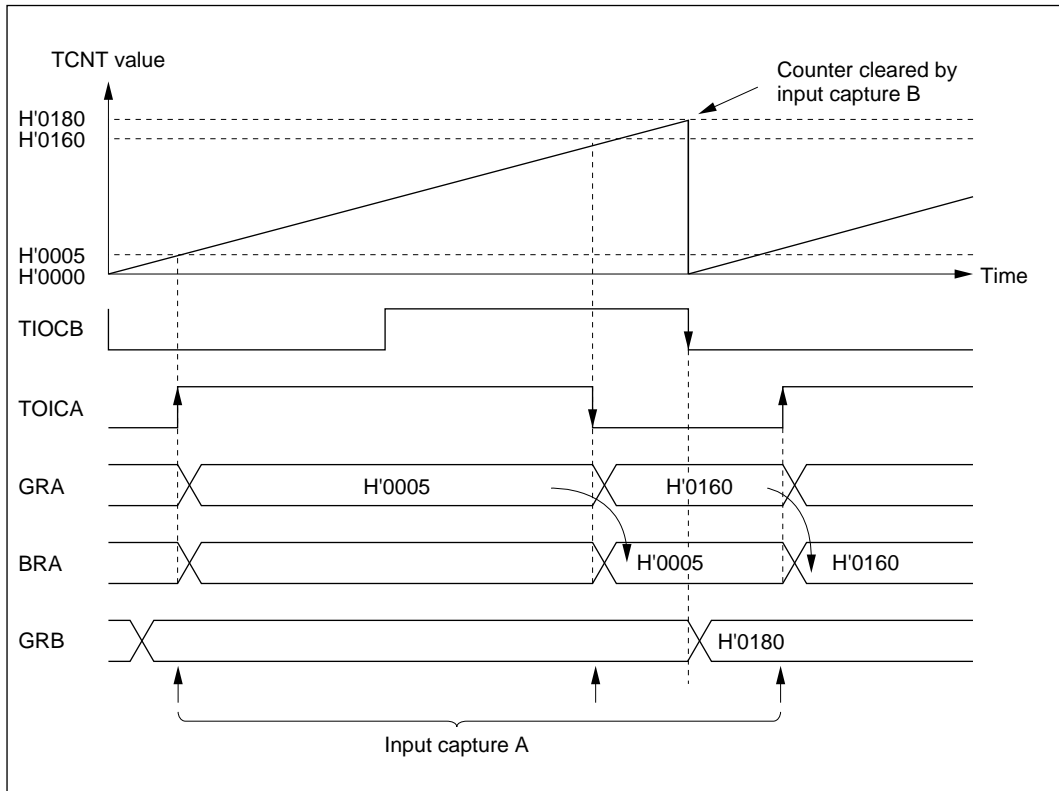 TCNT value
Counter cleared by
input capture B
H'0180
H'0160
H'0005
H'0000
Time
TIOCB
TOICA
GRA
H'0005
H'0160
BRA
H'0005
H'0160
GRB
H'0180
Input capture A